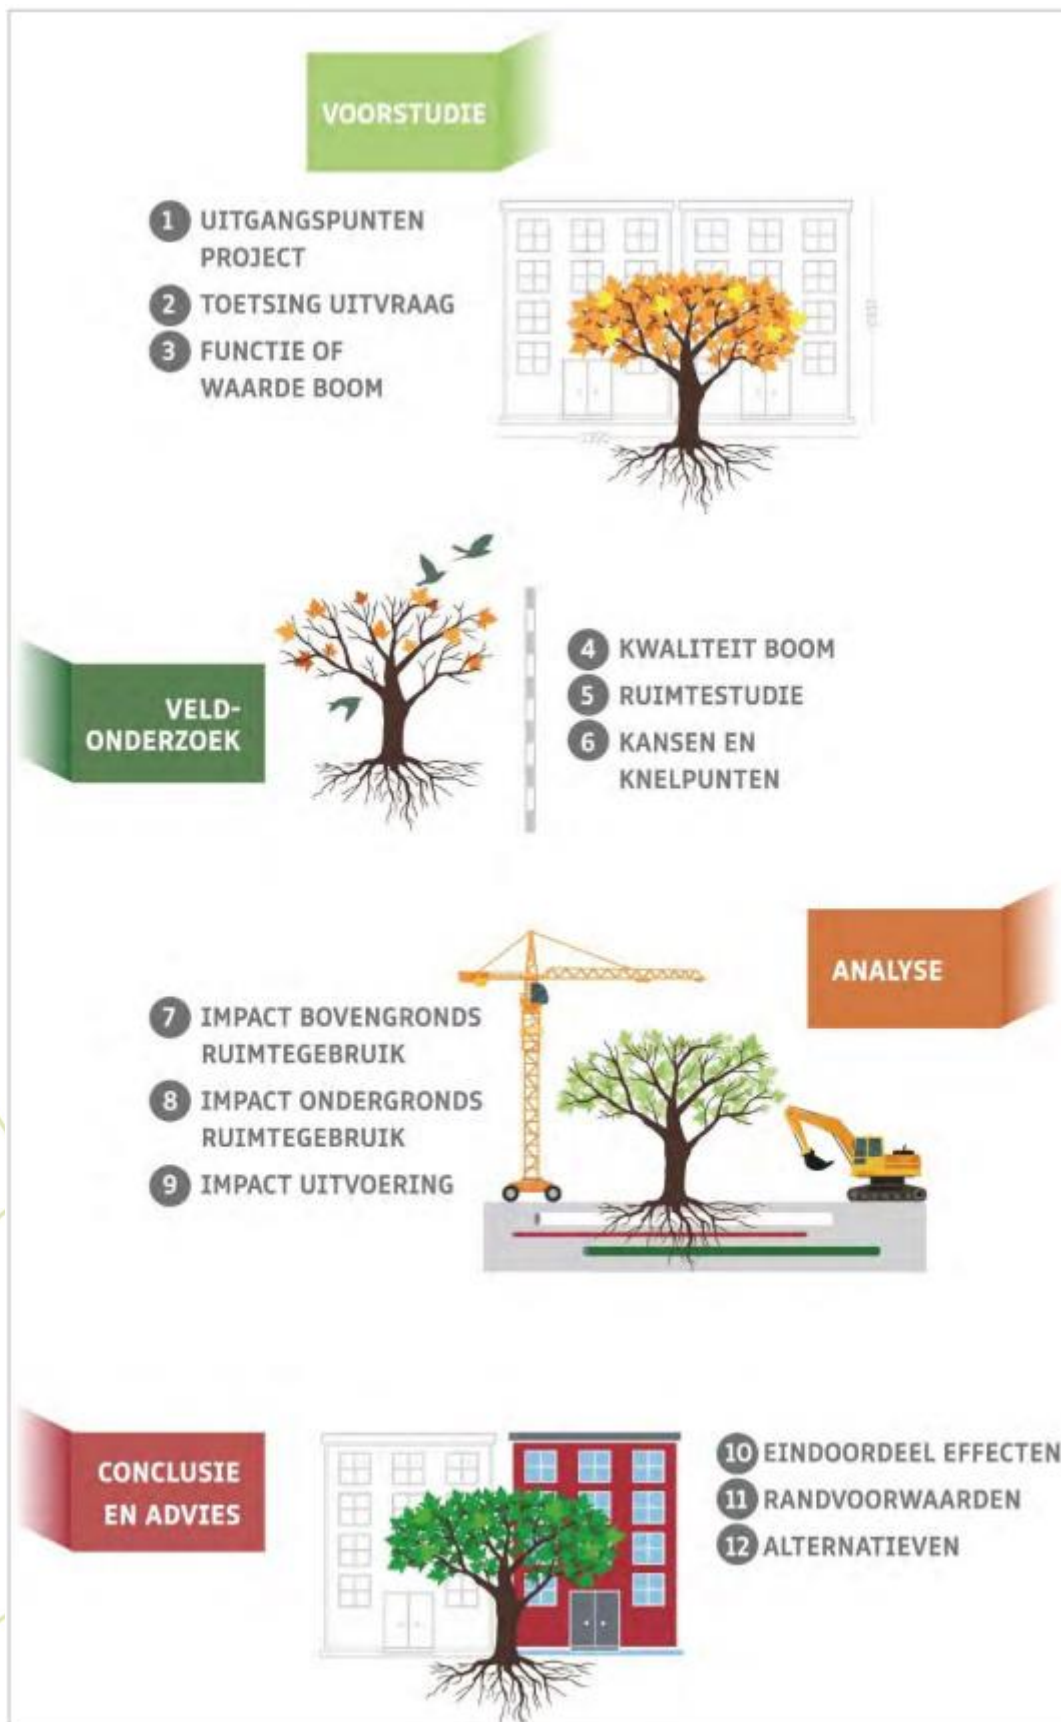 VOORSTUDIE
1 UITGANGSPUNTEN
PROJECT
2 TOETSING UITVRAAG
3 FUNCTIE OF
WAARDE BOOM
VELD-
ONDERZOEK
4 KWALITEIT BOOM
5 RUIMTESTUDIE
6 KANSEN EN
KNELPUNTEN
ANALYSE
7 IMPACT BOVENGRONDS
RUIMTEGEBRUIK
8 IMPACT ONDERGRONDS
RUIMTEGEBRUIK
9 IMPACT UITVOERING
CONCLUSIE
EN ADVIES
10 EINDOORDEEL EFFECTEN
11 RANDVOORWAARDEN
12 ALTERNATIEVEN